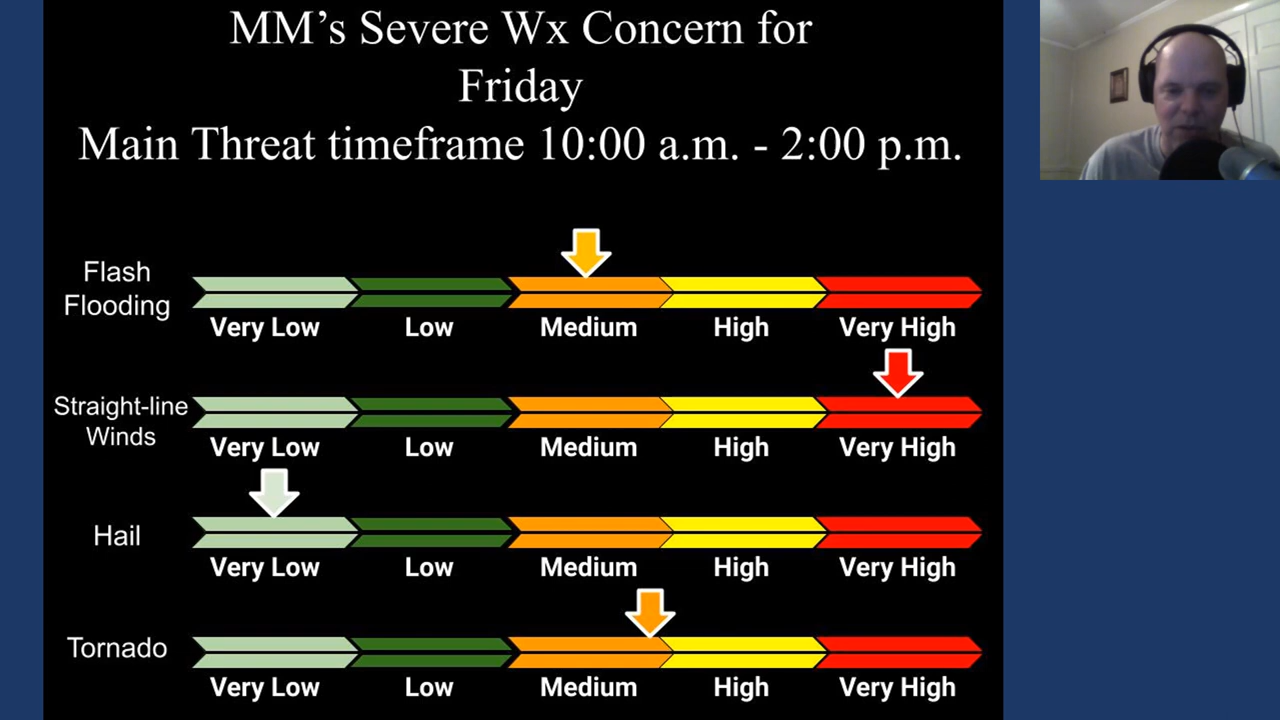 MM’s Severe Wx Concern for
Friday
Main Threat timeframe 10:00 a.m. - 2:00 p.m.
Flash
Flooding
Very Low Low Medium High Very High
Straight-line
Winds
Very Low Low Medium High Very High
Hail
Very Low Low Medium High Very High
Tornado
Very Low Low Medium High Very High